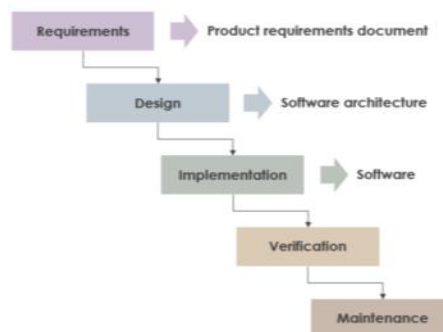 Requirements
Product requirements document
Design
Software architecture
Implementation
Software
Verification
Maintenance